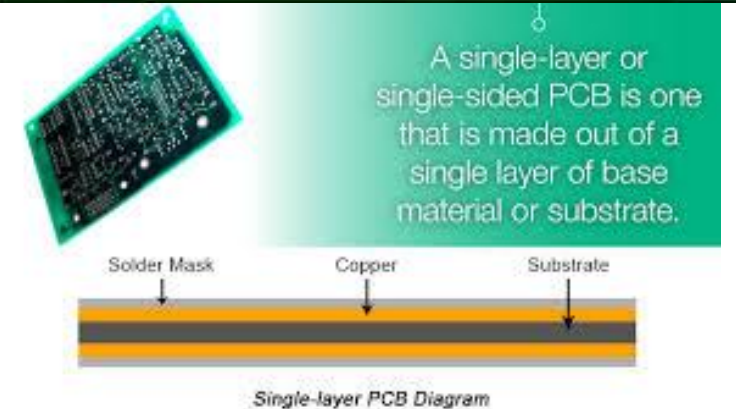 A single-layer or
single-sided PCB is one
that is made out of a
single layer of base
material or substrate.
Solder Mask
Copper
Substrate
Single-layer PCB Diagram